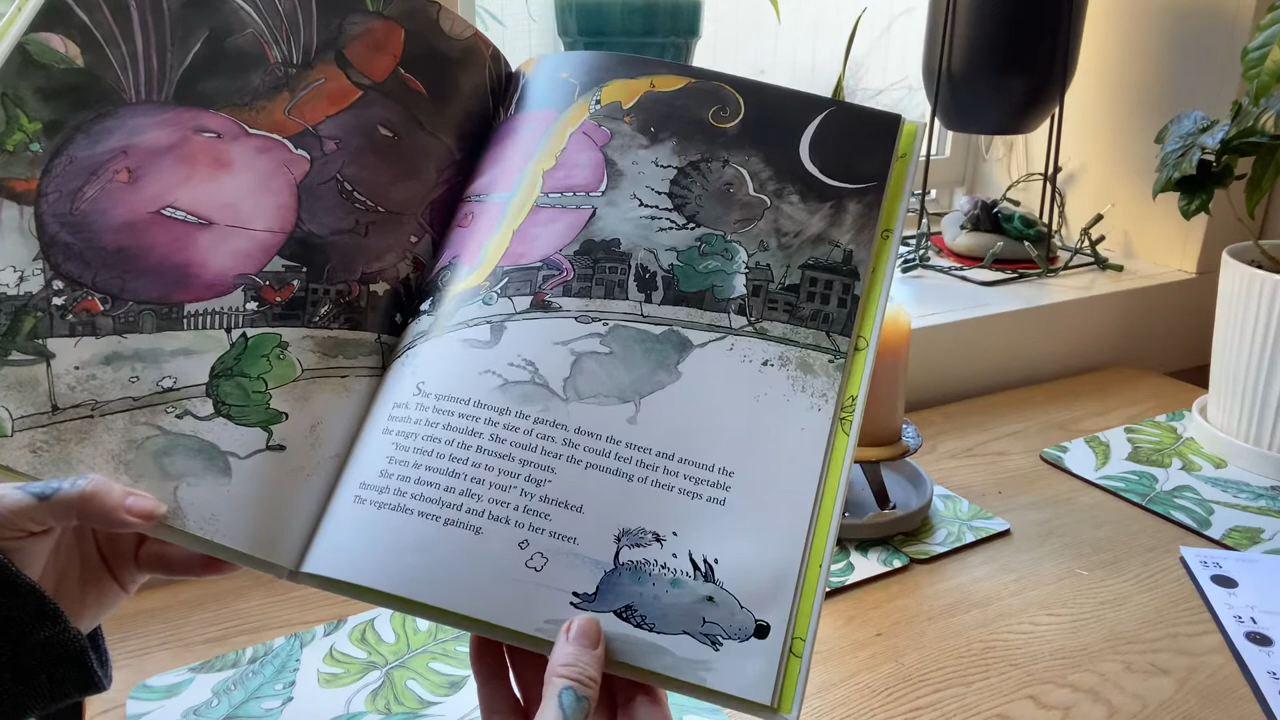 She sprinted through the garden, down the street and around the
park. The beets were the size of cars. She could feel their hot vegetable
breath at her shoulder. She could hear the pounding of their steps and
the angry cries of the Brussels sprouts.
"You tried to feed us to your dog!"
"Even he wouldn't eat you!" Ivy shrieked.
She ran down an alley, over a fence,
through the schoolyard and back to her street.
The vegetables were gaining.
23
24